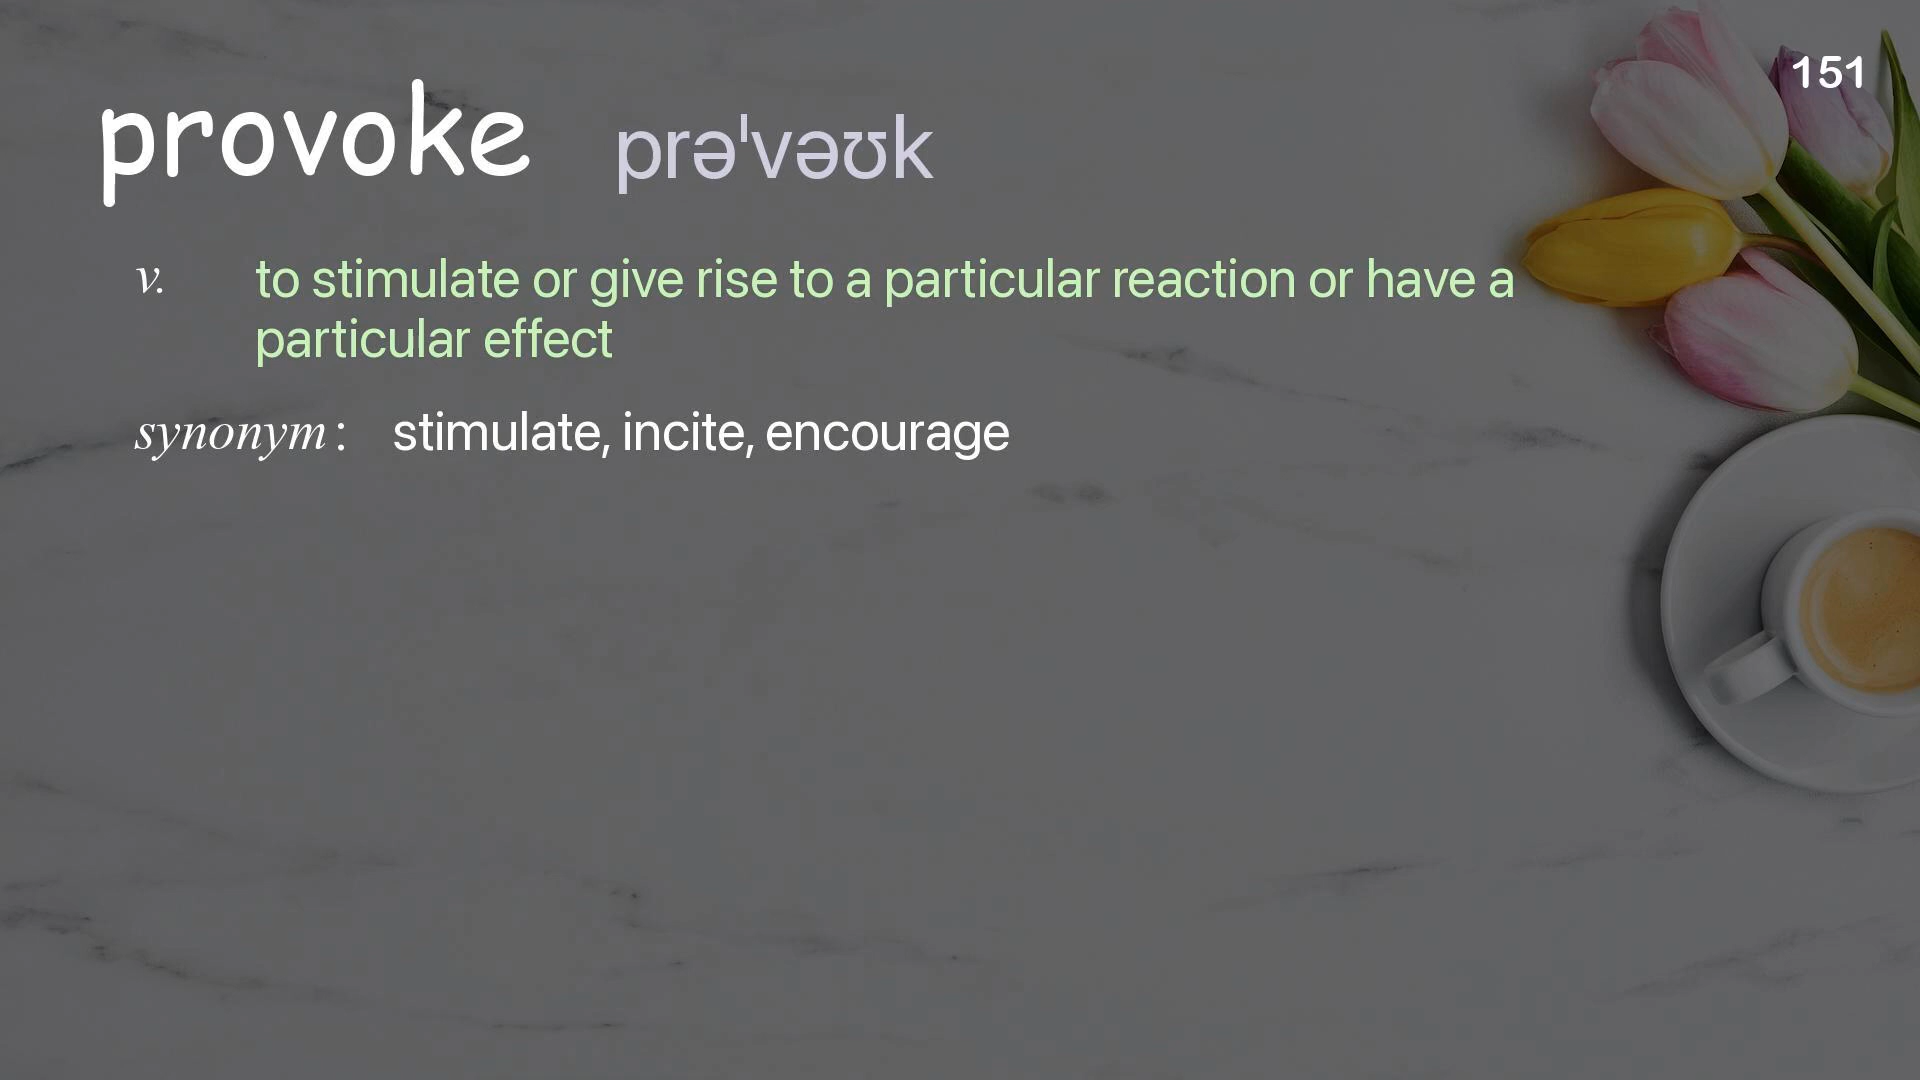 151
provoke prəˈvəʊk
v. to stimulate or give rise to a particular reaction or have a
particular effect
synonym : stimulate, incite, encourage